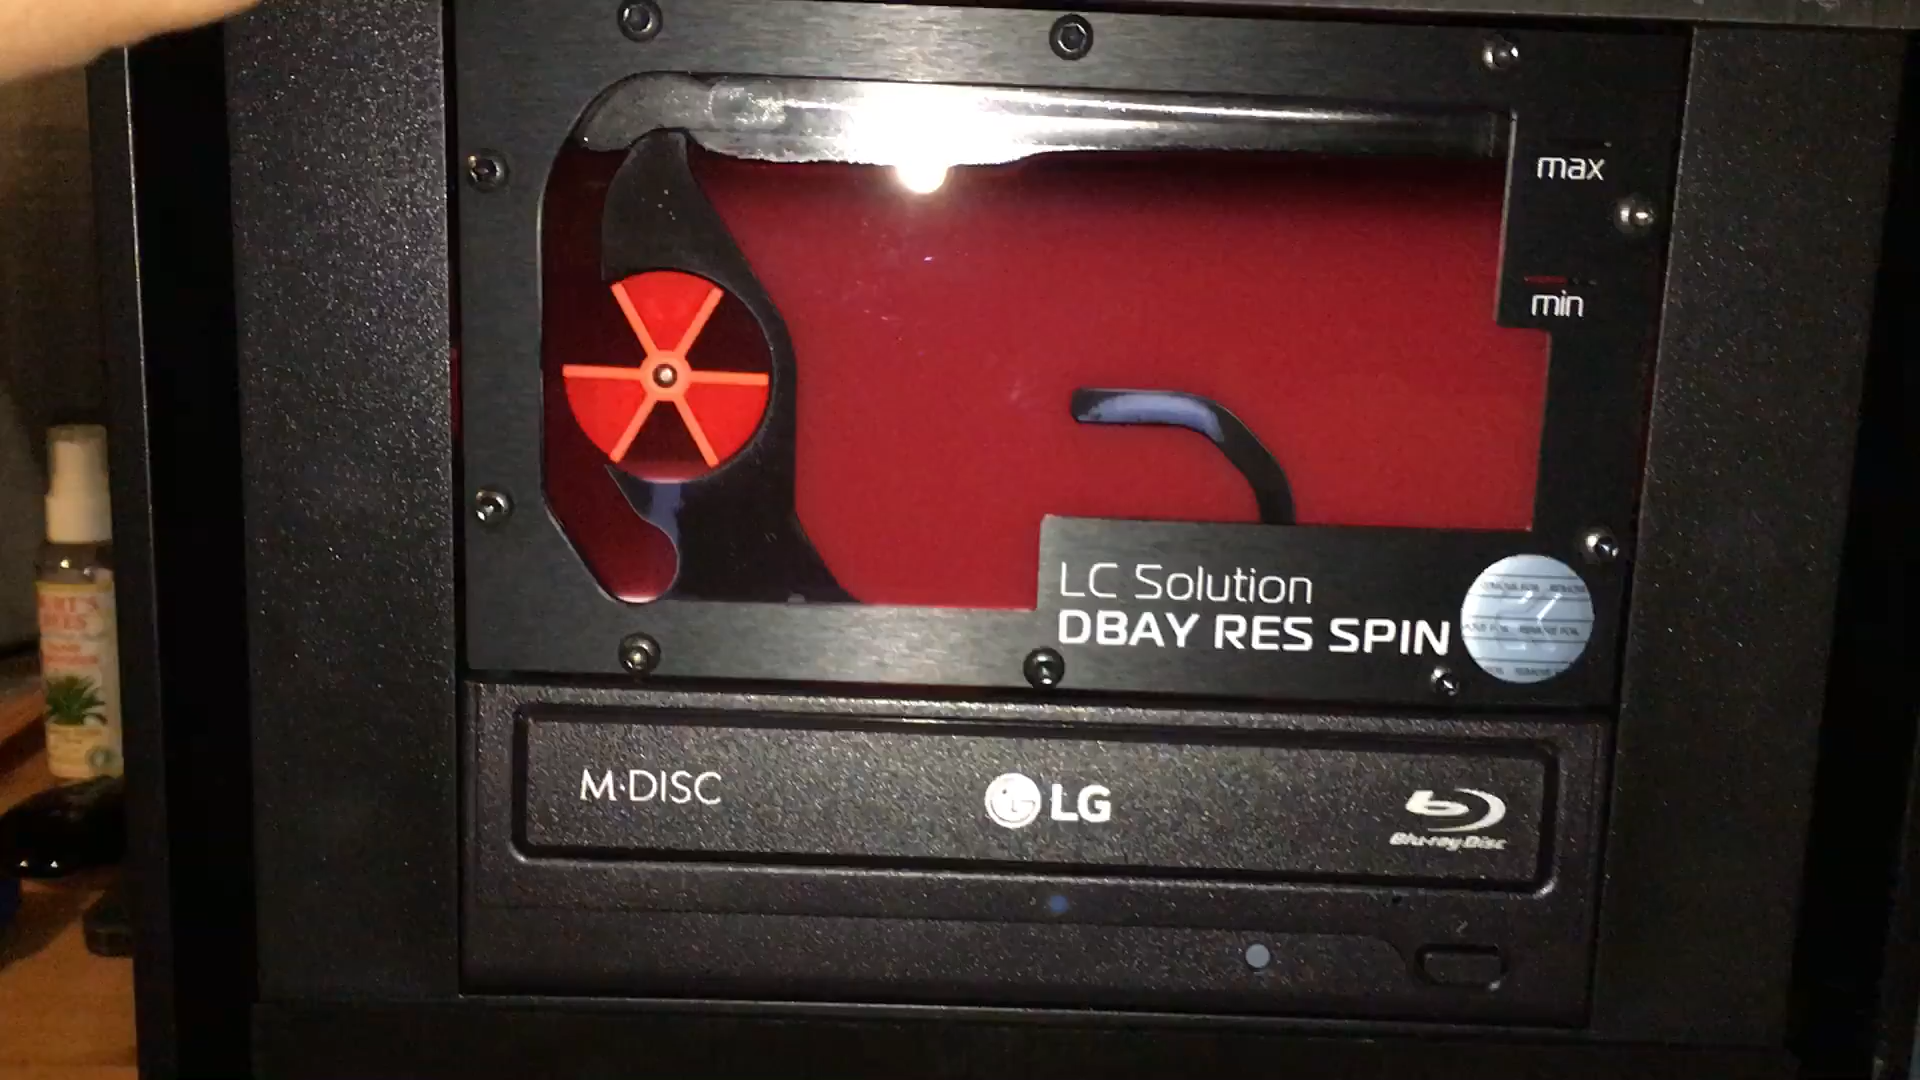 max
min
LC Solution
DBAY RES SPIN
M·DISC
LG
Blu-ray Disc